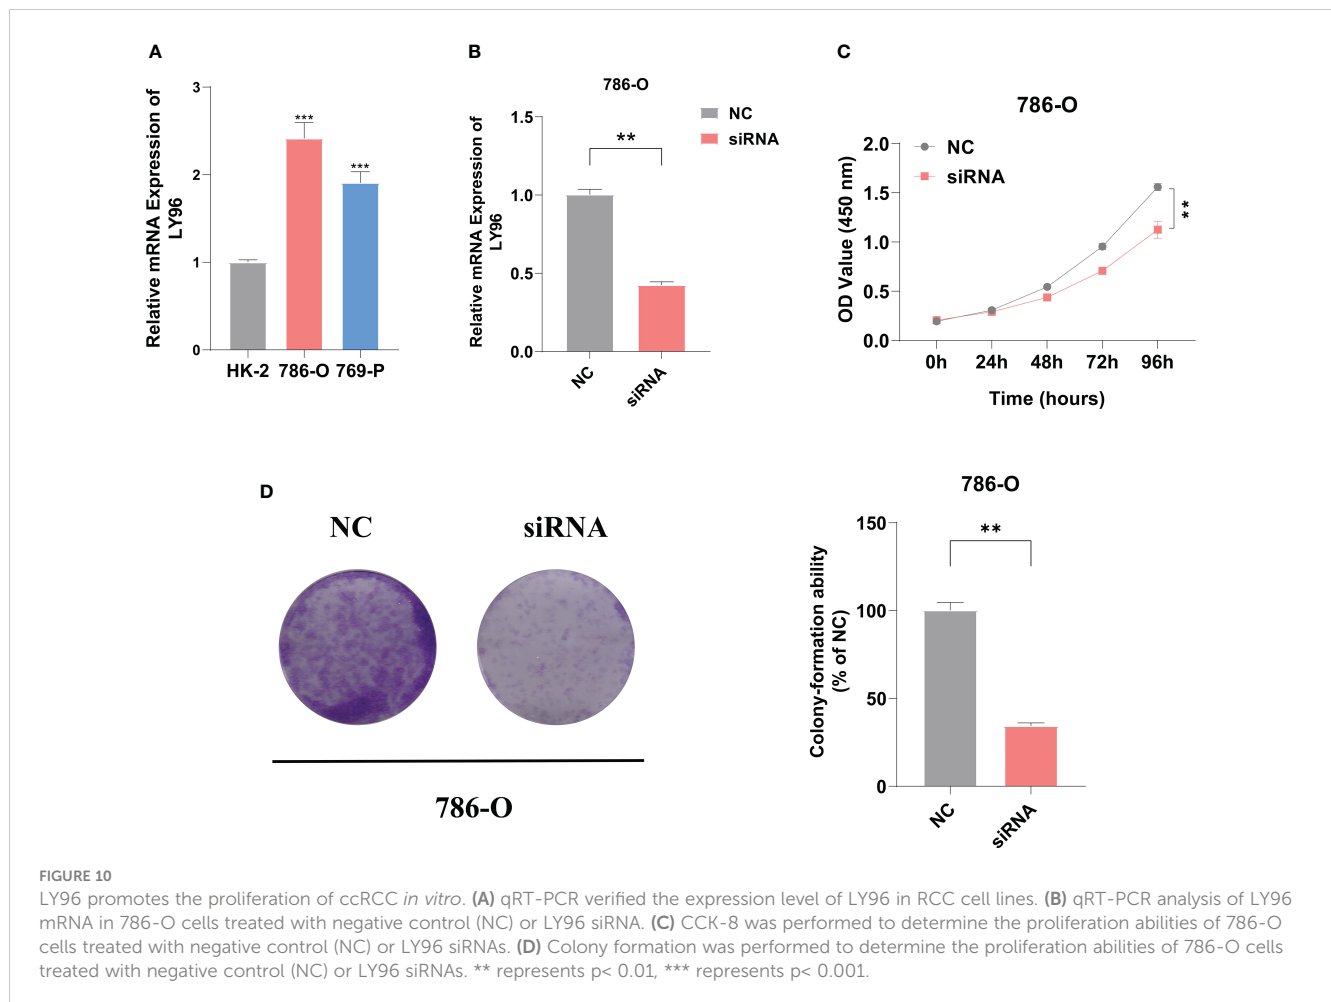 A
Relative mRNA Expression of
LY96
3
2
1
0
***
***
HK-2 786-O 769-P
B
786-O
Relative mRNA Expression of
LY96
1.5
1.0
0.5
0.0
**
NC
siRNA
NC
siRNA
C
786-O
OD Value (450 nm)
2.0
1.5
1.0
0.5
0.0
NC
siRNA
**
0h 24h 48h 72h 96h
Time (hours)
D
NC siRNA
786-O
786-O
Colony-formation ability
(% of NC)
150
100
50
0
**
NC
siRNA
FIGURE 10
LY96 promotes the proliferation of ccRCC in vitro. (A) qRT-PCR verified the expression level of LY96 in RCC cell lines. (B) qRT-PCR analysis of LY96
mRNA in 786-O cells treated with negative control (NC) or LY96 siRNA. (C) CCK-8 was performed to determine the proliferation abilities of 786-O
cells treated with negative control (NC) or LY96 siRNAs. (D) Colony formation was performed to determine the proliferation abilities of 786-O cells
treated with negative control (NC) or LY96 siRNAs. ** represents p< 0.01, *** represents p< 0.001.